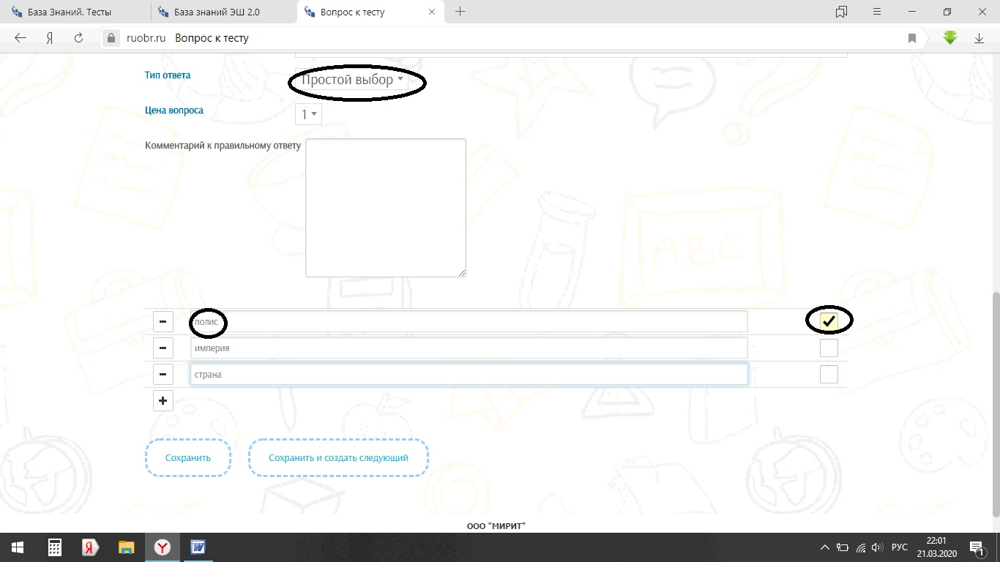 База Знаний. Тесты
База знаний ЭШ 2.0
Вопрос к тесту
Я
ruobr.ru Вопрос к тесту
Тип ответа
Простой выбор
Цена вопроса
1
Комментарий к правильному ответу
ABC
полис
империя
страна
Сохранить
Сохранить и создать следующий
ООО "МИРИТ"
Я
Y
W
РУС
22:01
21.03.2020
1